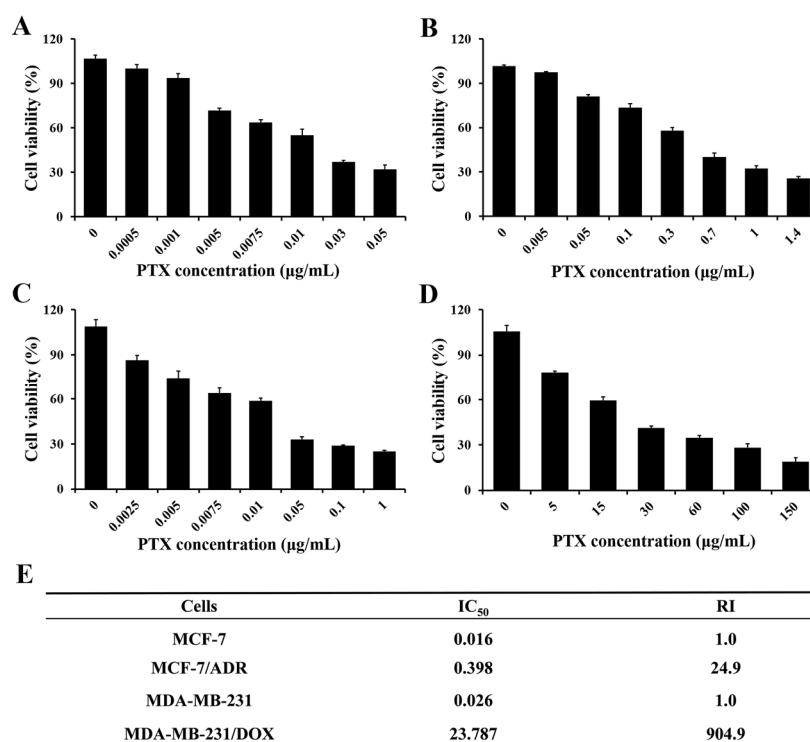 A
Cell viability (%)
120
90
60
30
0
0 0.0005 0.001 0.005 0.0075 0.01 0.03 0.05
PTX concentration (μg/mL)
B
Cell viability (%)
120
90
60
30
0
0 0.005 0.05 0.1 0.3 0.7 1 1.4
PTX concentration (μg/mL)
C
Cell viability (%)
120
90
60
30
0
0 0.0025 0.005 0.0075 0.01 0.05 0.1 1
PTX concentration (μg/mL)
D
Cell viability (%)
120
90
60
30
0
0 5 15 30 60 100 150
PTX concentration (μg/mL)
E
Cells IC50 RI
MCF-7 0.016 1.0
MCF-7/ADR 0.398 24.9
MDA-MB-231 0.026 1.0
MDA-MB-231/DOX 23.787 904.9